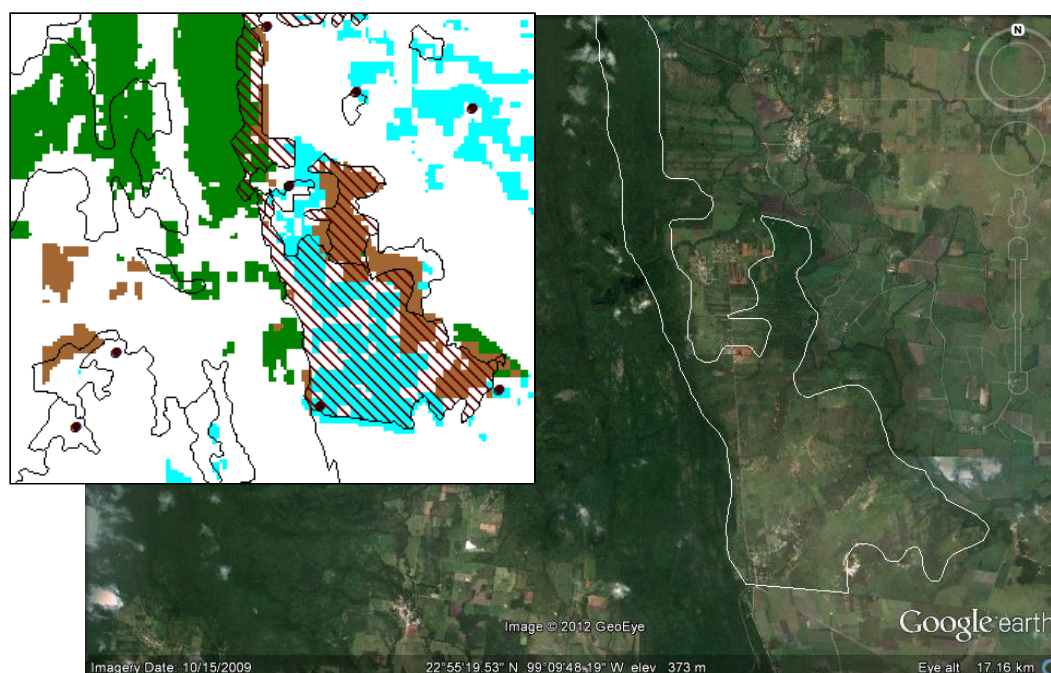 N
Image © 2012 GeoEye
Google earth
Imagery Date: 10/15/2009
22°55'19.53" N 99°09'48.19" W elev 373 m
Eye alt 17.16 km